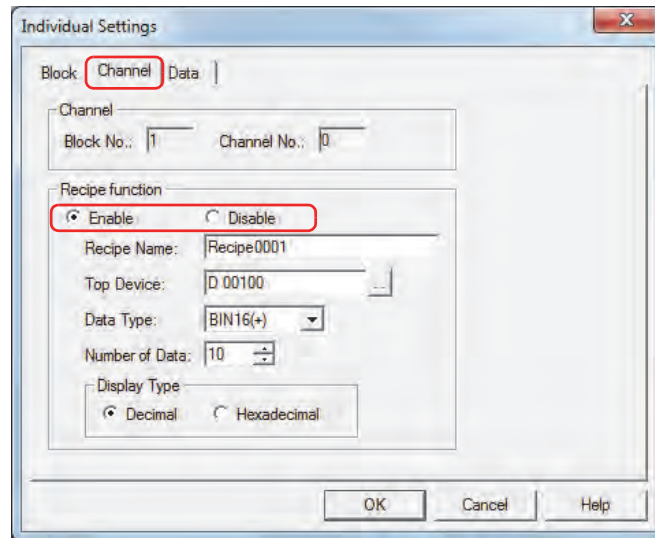 Individual Settings
Block Channel Data
Channel
Block No.: 1 Channel No.: 0
Recipe function
Enable Disable
Recipe Name: Recipe0001
Top Device: D 00100 ...
Data Type: BIN16(+)
Number of Data: 10
Display Type
Decimal Hexadecimal
OK Cancel Help